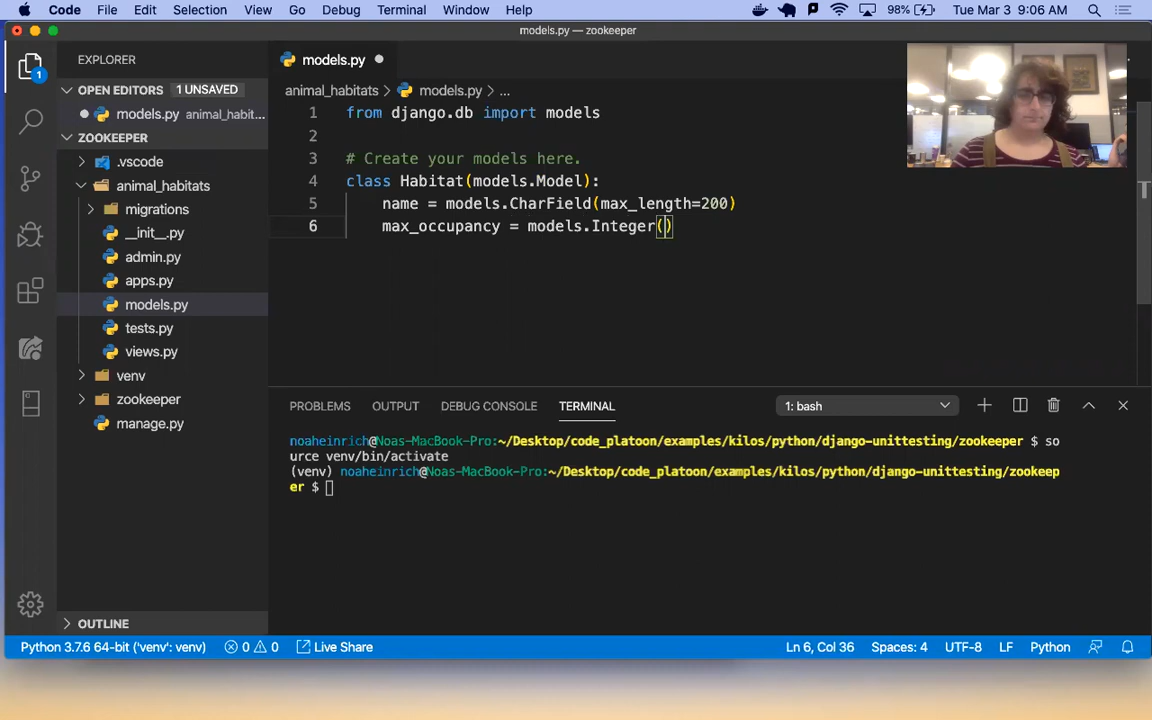 Code File Edit Selection View Go Debug Terminal Window Help 98% Tue Mar 3 9:06 AM
models.py — zookeeper
EXPLORER
OPEN EDITORS 1 UNSAVED
models.py animal_habit...
ZOOKEEPER
.vscode
animal_habitats
migrations
__init__.py
admin.py
apps.py
models.py
tests.py
views.py
venv
zookeeper
manage.py
OUTLINE
1
models.py
animal_habitats > models.py > ...
1 from django.db import models
2
3 # Create your models here.
4 class Habitat(models.Model):
5 name = models.CharField(max_length=200)
6 max_occupancy = models.Integer()
PROBLEMS OUTPUT DEBUG CONSOLE TERMINAL 1: bash
noaheinrich@Noas-MacBook-Pro:~/Desktop/code_platoon/examples/kilos/python/django-unittesting/zookeeper $ so
urce venv/bin/activate
(venv) noaheinrich@Noas-MacBook-Pro:~/Desktop/code_platoon/examples/kilos/python/django-unittesting/zookeep
er $
Python 3.7.6 64-bit ('venv': venv) 0 0 Live Share Ln 6, Col 36 Spaces: 4 UTF-8 LF Python